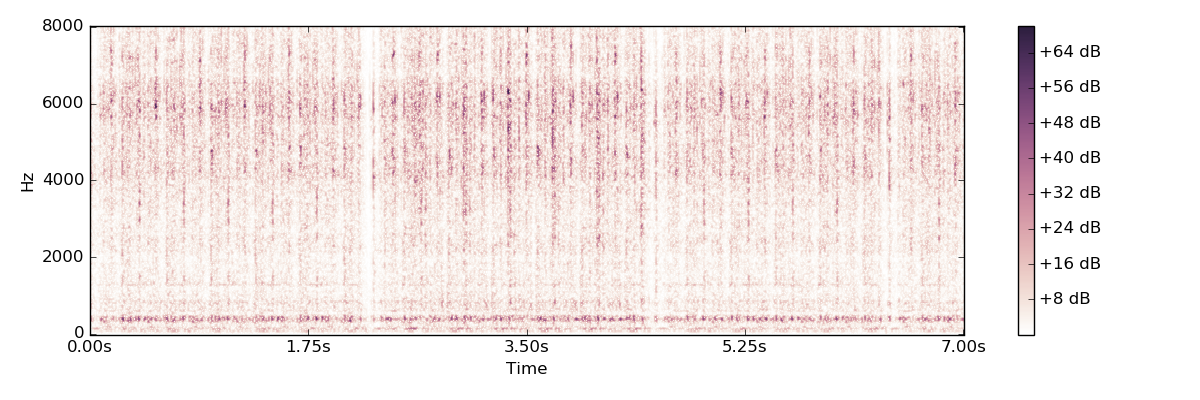 8000
6000
4000
2000
0
Hz
0.00s 1.75s 3.50s 5.25s 7.00s
Time
+64 dB
+56 dB
+48 dB
+40 dB
+32 dB
+24 dB
+16 dB
+8 dB